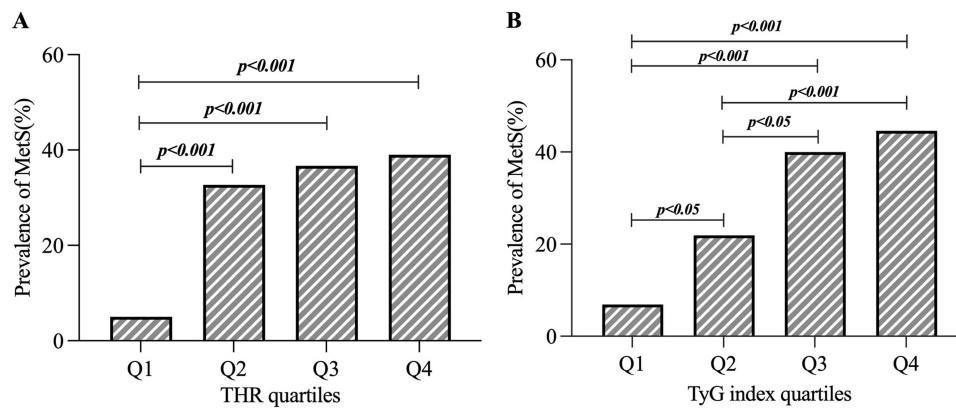 A
Prevalence of MetS(%)
60
40
20
0
p<0.001
p<0.001
p<0.001
Q1 Q2 Q3 Q4
THR quartiles
B
Prevalence of MetS(%)
60
40
20
0
p<0.001
p<0.001
p<0.001
p<0.05
p<0.05
Q1 Q2 Q3 Q4
TyG index quartiles